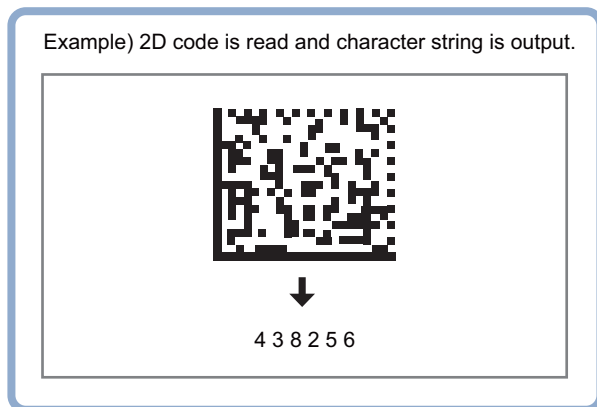 Example) 2D code is read and character string is output.
4 3 8 2 5 6